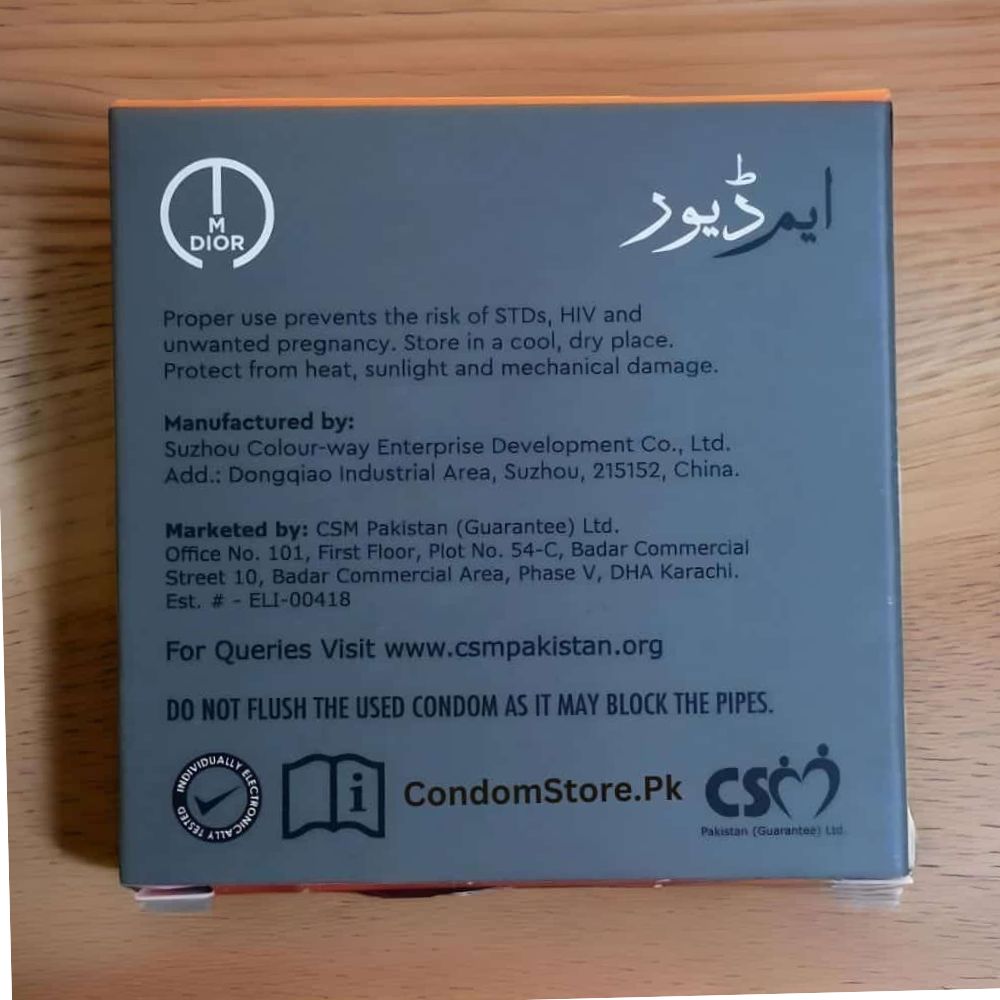 M
DIOR
ایم ڈیور
Proper use prevents the risk of STDs, HIV and
unwanted pregnancy. Store in a cool, dry place.
Protect from heat, sunlight and mechanical damage.
Manufactured by:
Suzhou Colour-way Enterprise Development Co., Ltd.
Add.: Dongqiao Industrial Area, Suzhou, 215152, China.
Marketed by: CSM Pakistan (Guarantee) Ltd.
Office No. 101, First Floor, Plot No. 54-C, Badar Commercial
Street 10, Badar Commercial Area, Phase V, DHA Karachi.
Est. # - ELI-00418
For Queries Visit www.csmpakistan.org
DO NOT FLUSH THE USED CONDOM AS IT MAY BLOCK THE PIPES.
INDIVIDUALLY ELECTRONICALLY TESTED
i
CondomStore.Pk
CSM
Pakistan (Guarantee) Ltd